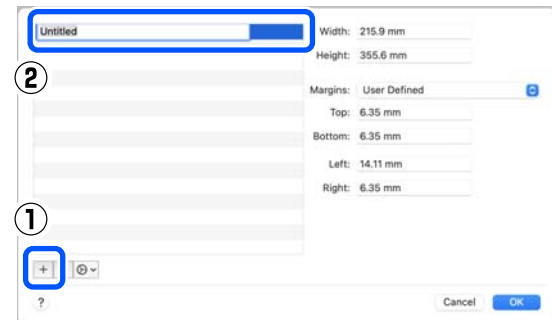 Untitled
Width: 215.9 mm
Height: 355.6 mm
②
Margins: User Defined
Top: 6.35 mm
Bottom: 6.35 mm
Left: 14.11 mm
Right: 6.35 mm
①
+
?
Cancel OK